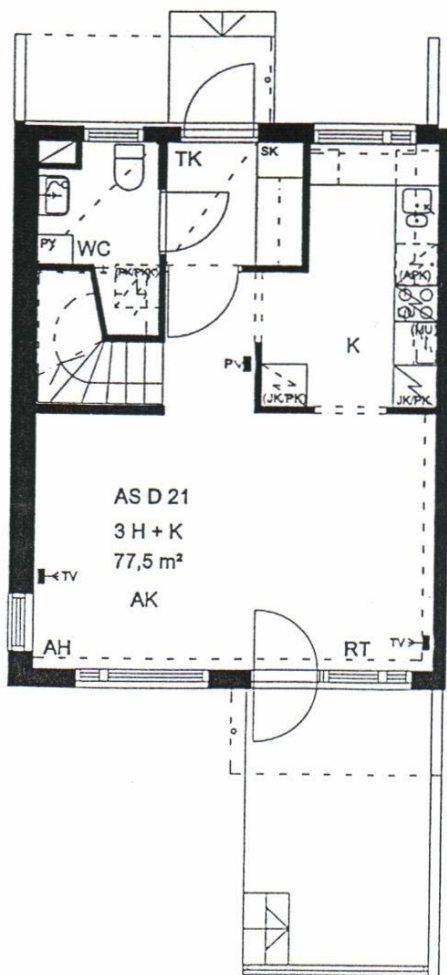 TK
SK
WC
PY
(PK/PKK)
(APK)
(MU)
K
PV
(JK/PK)
JK/PK
AS D 21
3 H + K
77,5 m²
TV
AK
AH
RT
TV